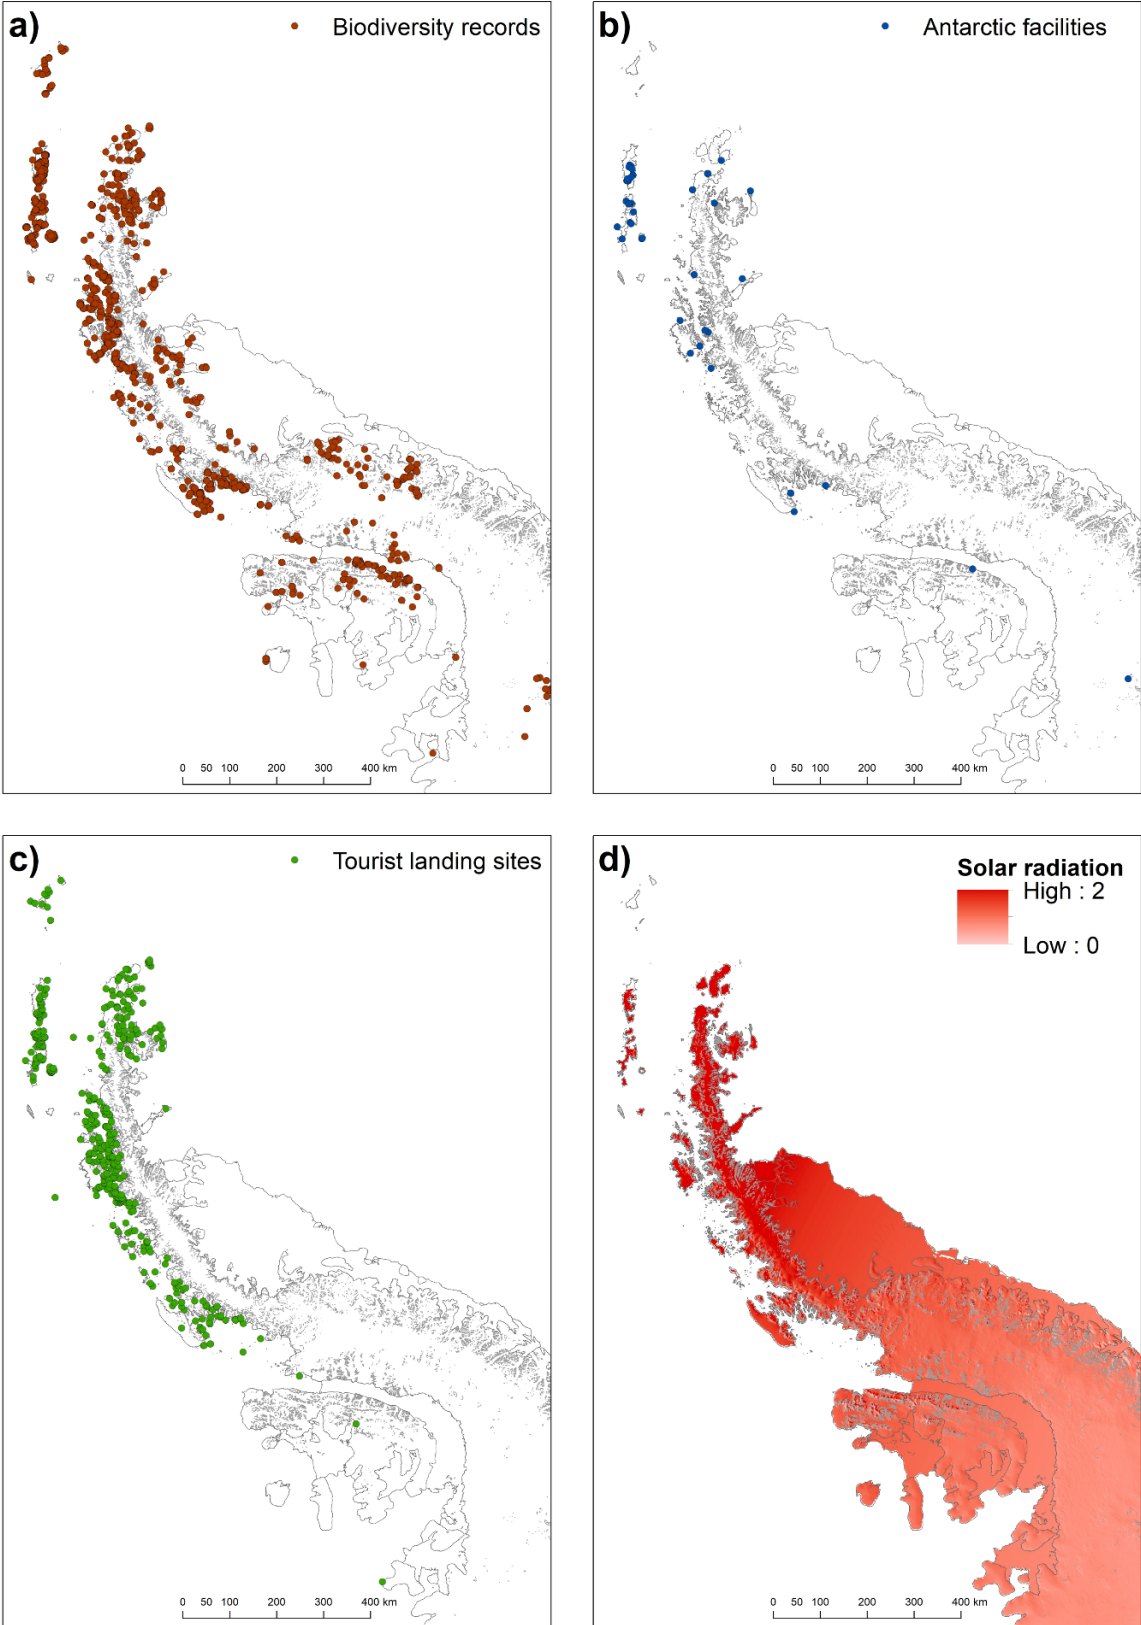 a)
Biodiversity records
0 50 100 200 300 400 km
b)
Antarctic facilities
0 50 100 200 300 400 km
c)
Tourist landing sites
0 50 100 200 300 400 km
d)
Solar radiation
High : 2
Low : 0
0 50 100 200 300 400 km